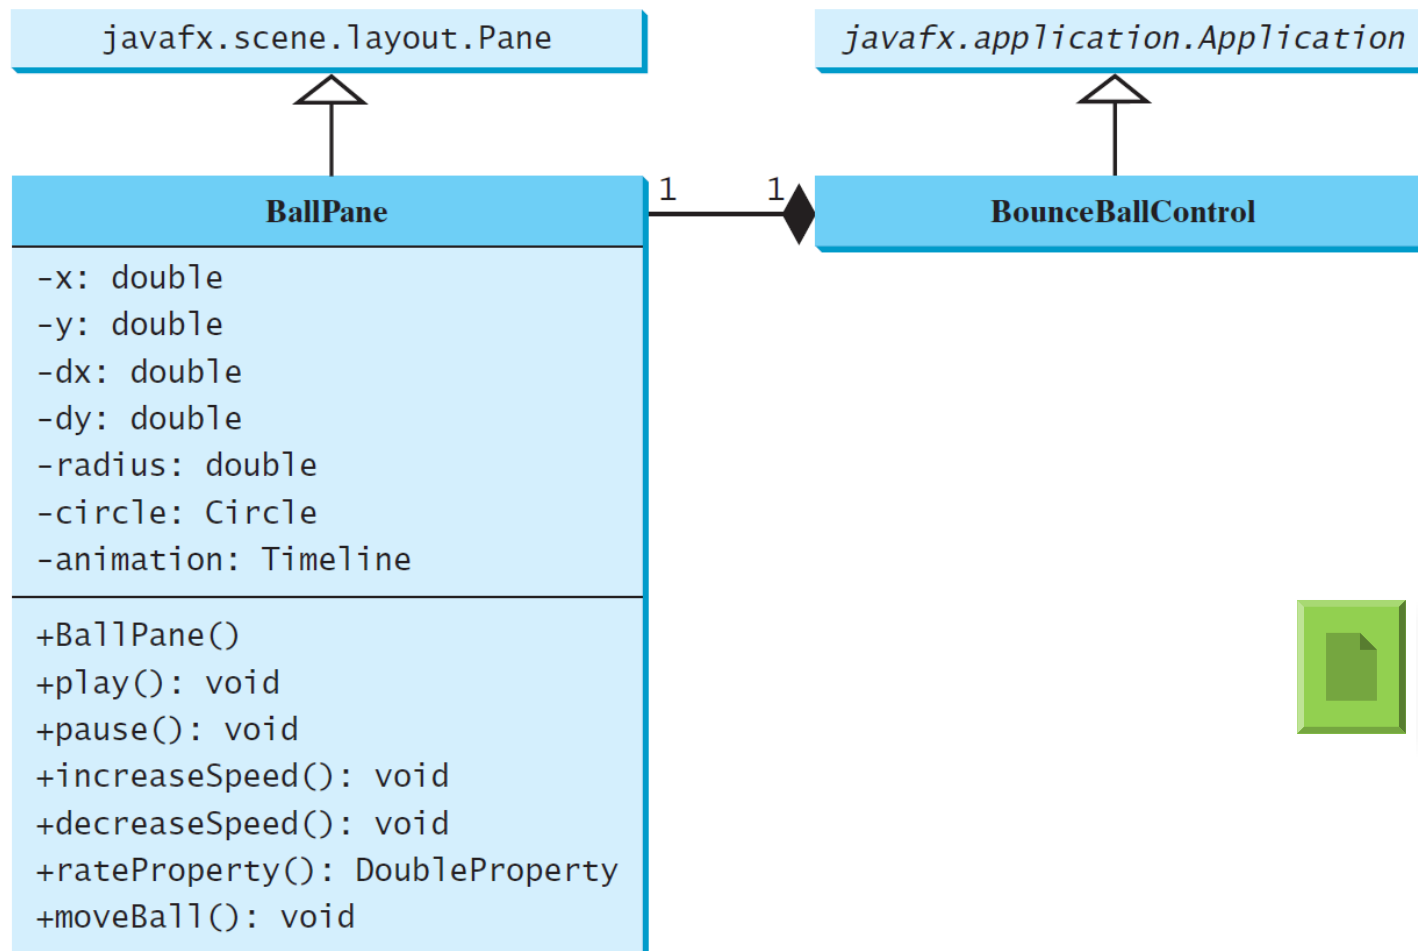 javafx.scene.layout.Pane
javafx.application.Application
BallPane
1
1
BounceBallControl
-x: double
-y: double
-dx: double
-dy: double
-radius: double
-circle: Circle
-animation: Timeline
+BallPane()
+play(): void
+pause(): void
+increaseSpeed(): void
+decreaseSpeed(): void
+rateProperty(): DoubleProperty
+moveBall(): void